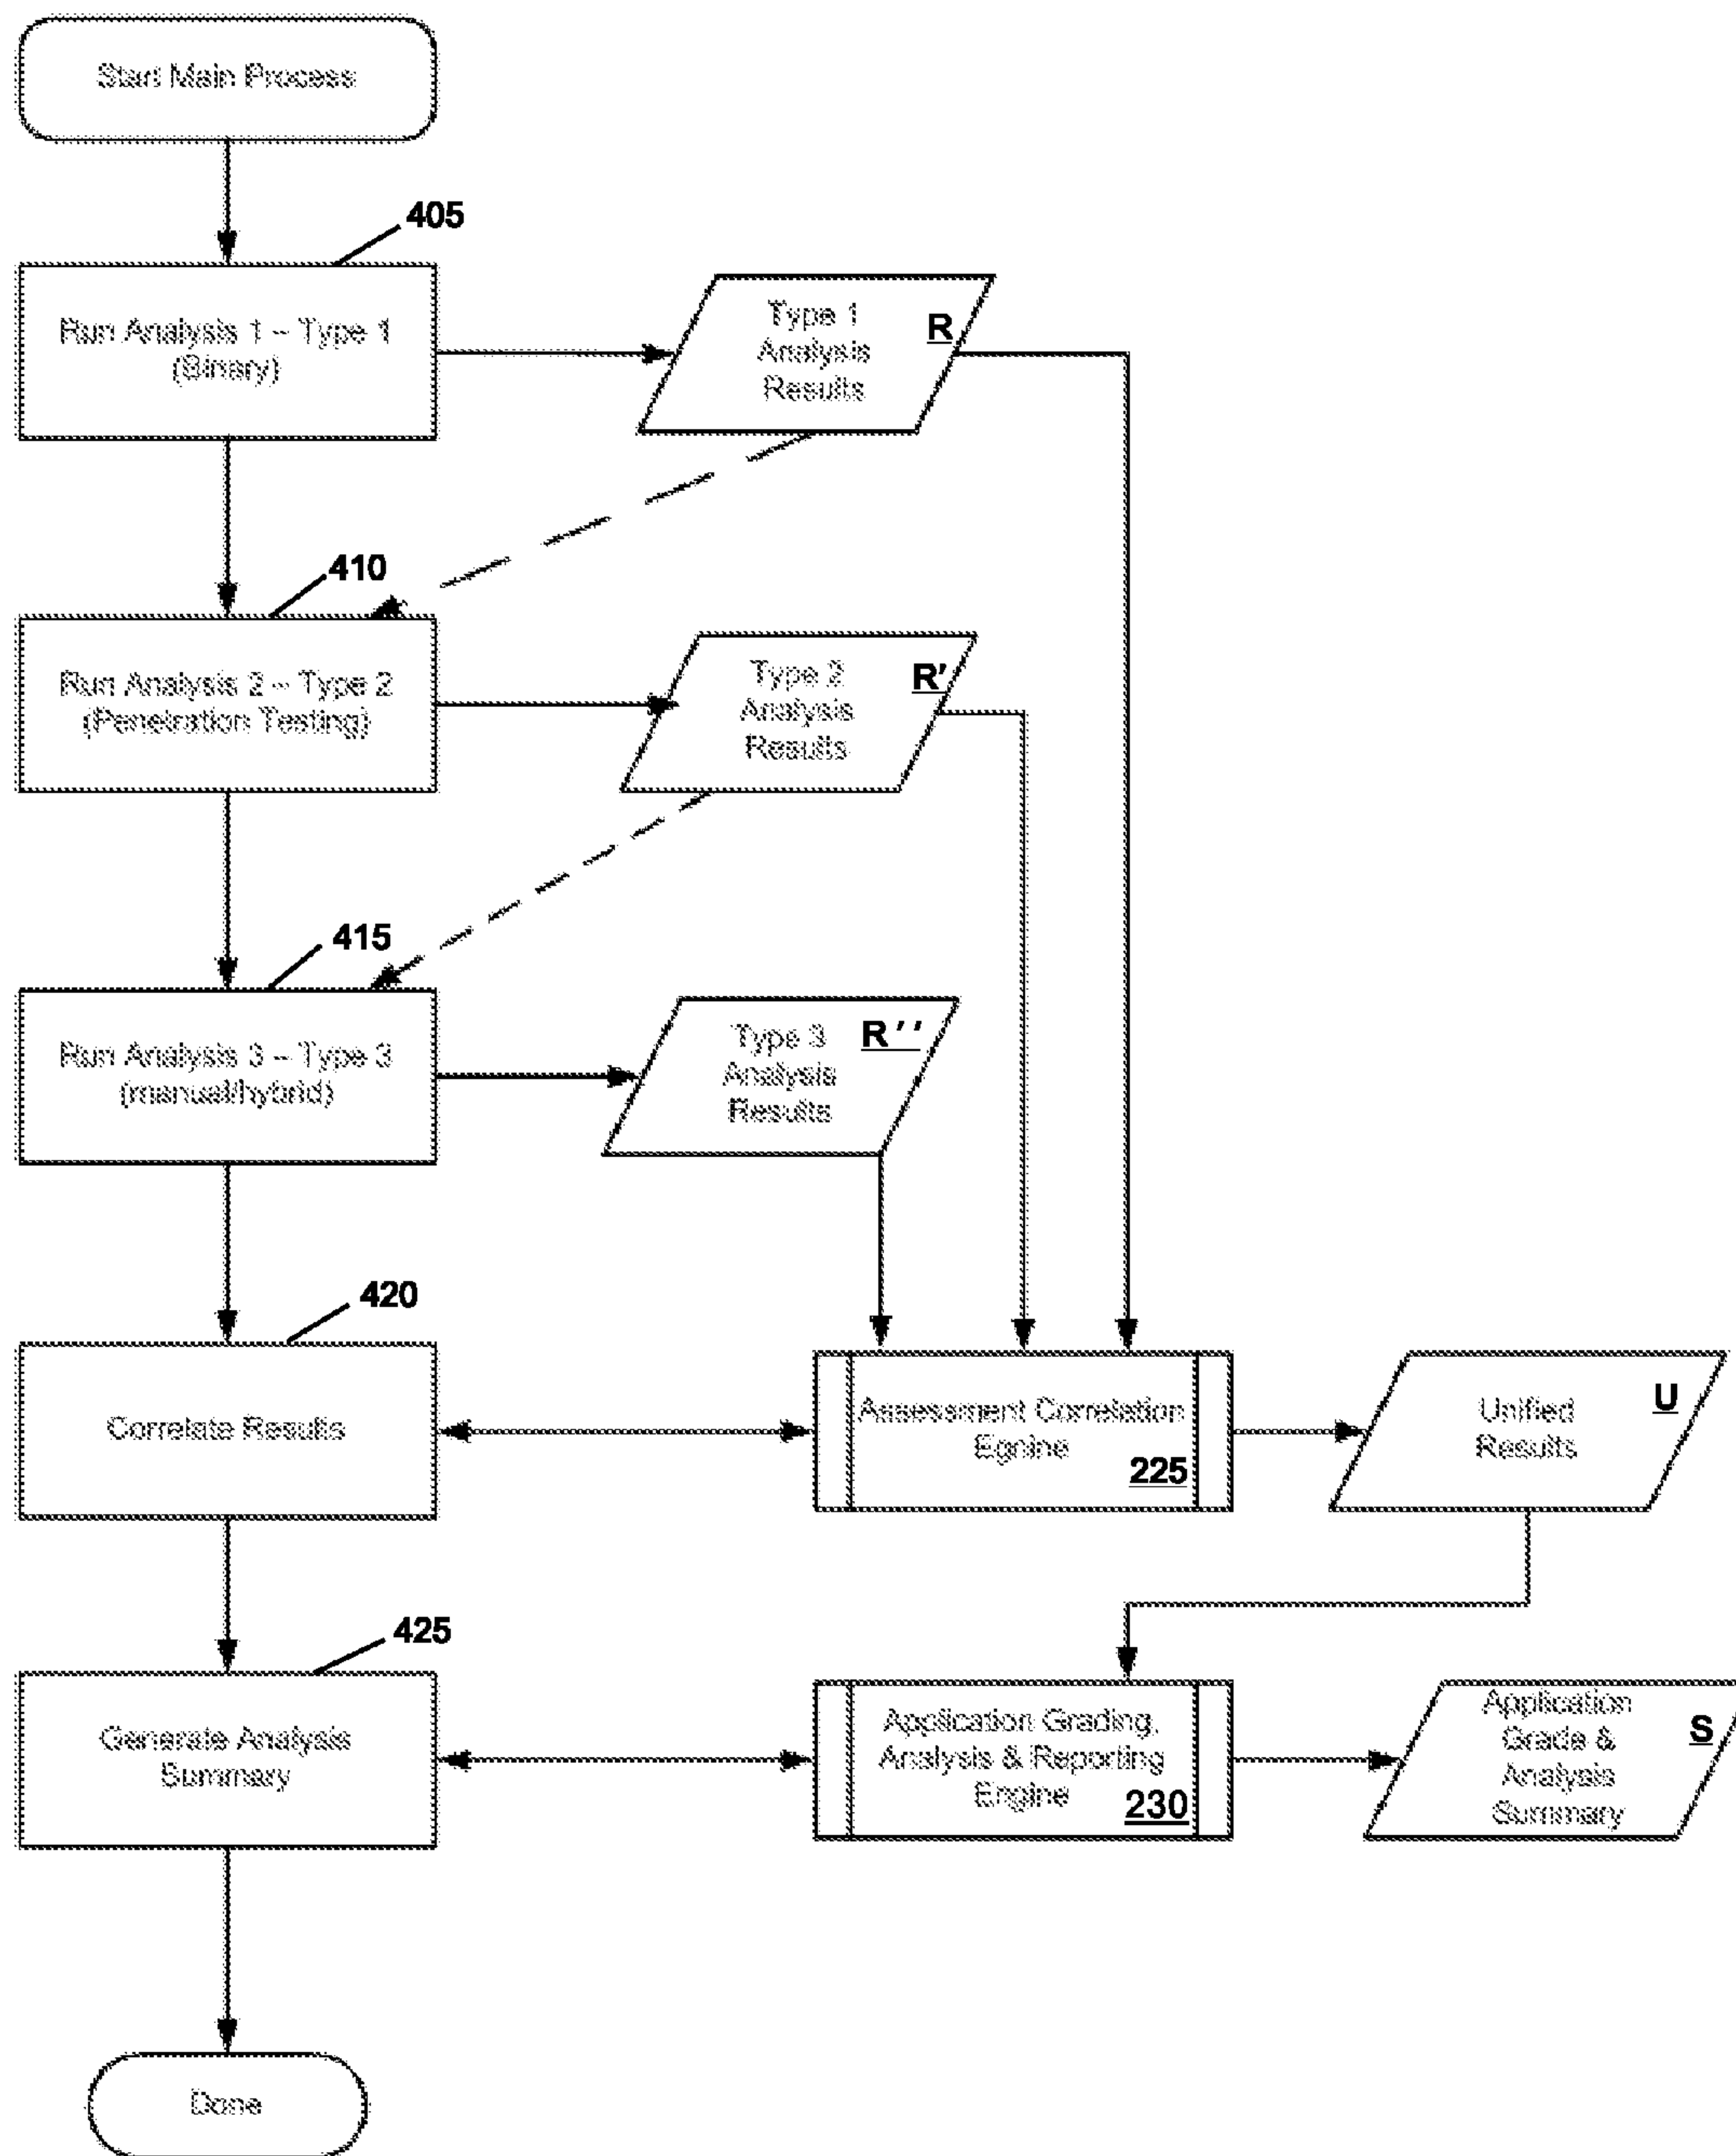 Start Main Process
405
Run Analysis 1 – Type 1
(Binary)
Type 1
Analysis
Results
R
410
Run Analysis 2 – Type 2
(Penetration Testing)
Type 2
Analysis
Results
R'
415
Run Analysis 3 – Type 3
(manual/hybrid)
Type 3
Analysis
Results
R''
420
Correlate Results
Assessment Correlation
Egnine
225
Unified
Results
U
425
Generate Analysis
Summary
Application Grading,
Analysis & Reporting
Engine
230
Application
Grade &
Analysis
Summary
S
Done